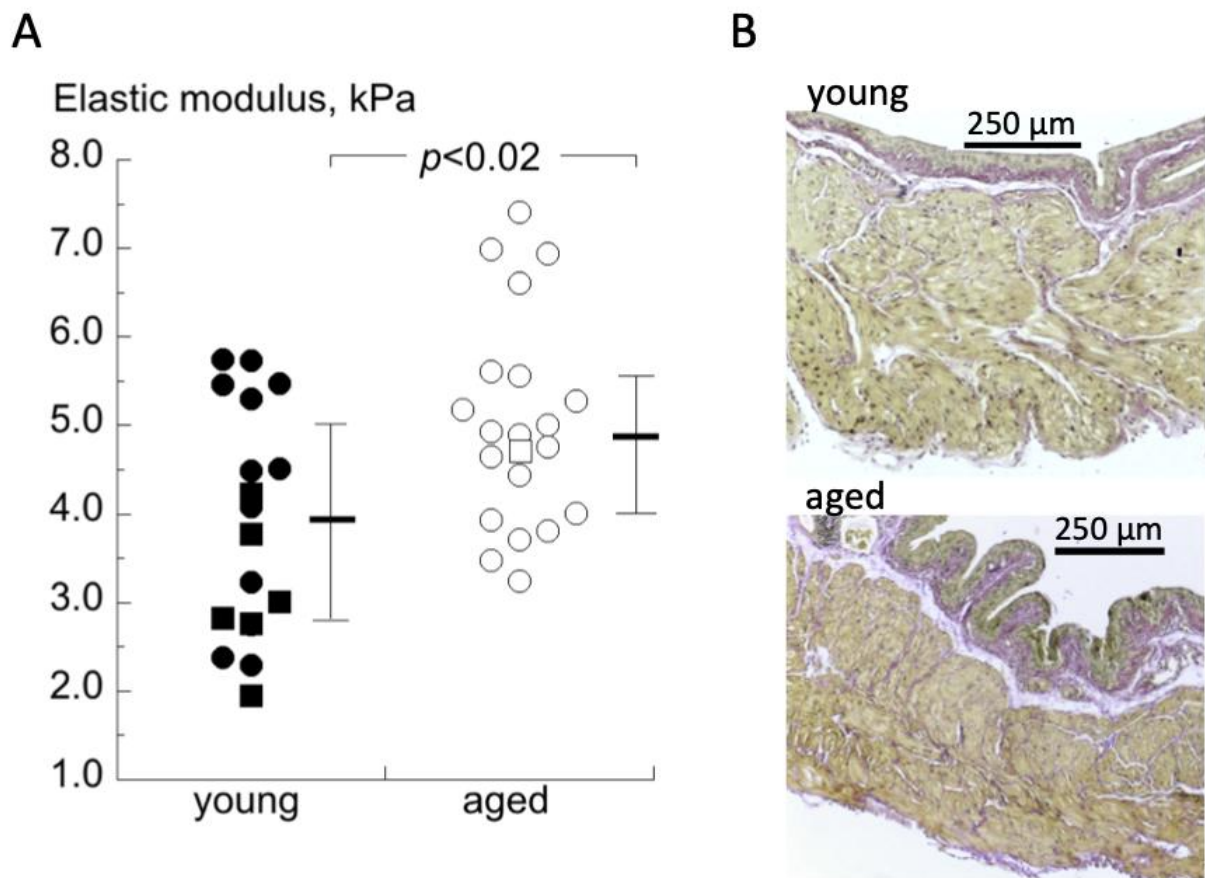 A
Elastic modulus, kPa
8.0
7.0
6.0
5.0
4.0
3.0
2.0
1.0
p<0.02
young
aged
B
young
250 µm
aged
250 µm